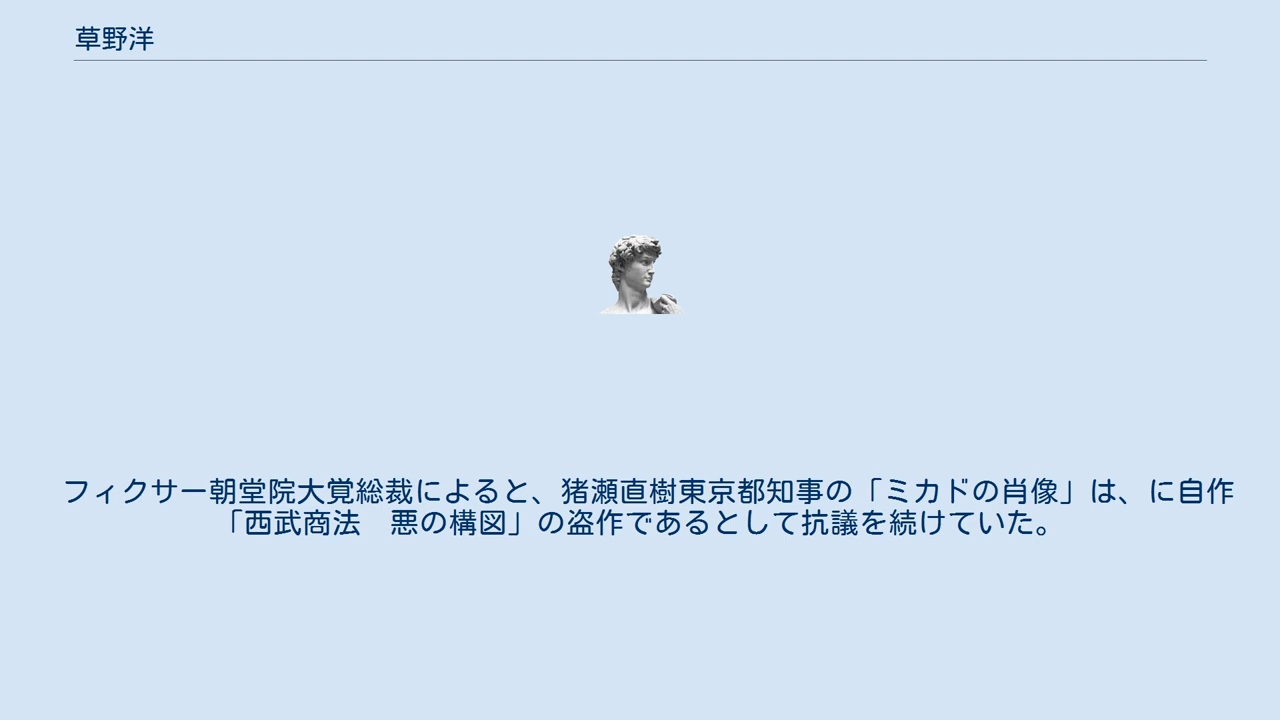 草野洋
フィクサー朝堂院大覚総裁によると、猪瀬直樹東京都知事の「ミカドの肖像」は、に自作
「西武商法　悪の構図」の盗作であるとして抗議を続けていた。